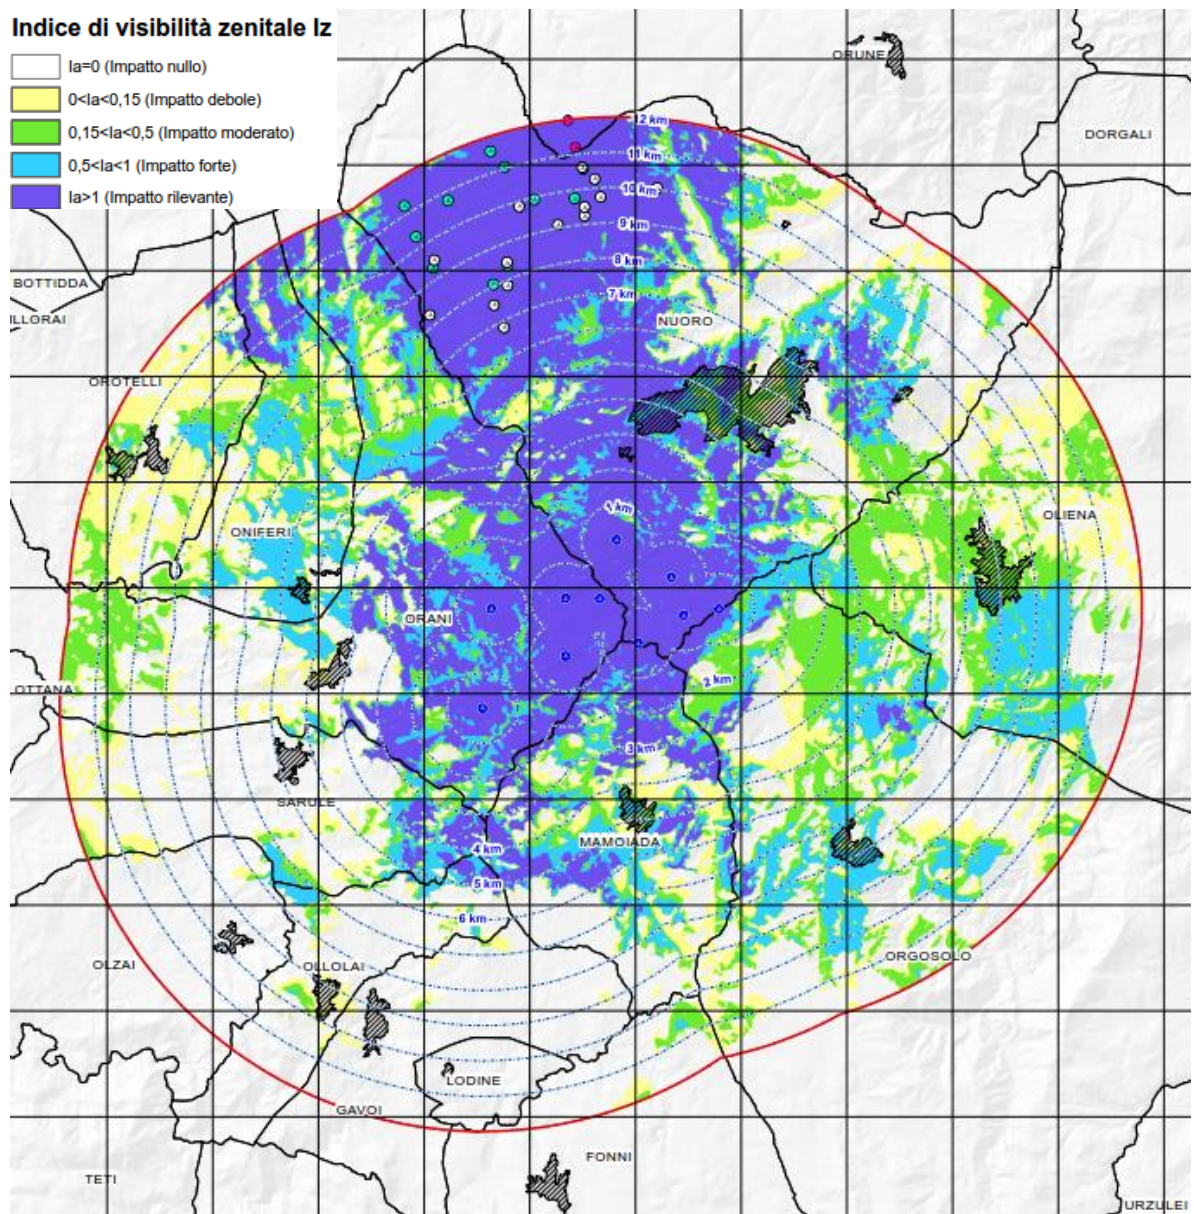 Indice di visibilità zenitale Iz
Ia=0 (Impatto nullo)
0<Ia<0,15 (Impatto debole)
0,15<Ia<0,5 (Impatto moderato)
0,5<Ia<1 (Impatto forte)
Ia>1 (Impatto rilevante)
ORUNE
12 km
DORGALI
11 km
10 km
9 km
8 km
BOTTIDDA
7 km
ILLORAI
NUORO
OROTELLI
1 km
OLIENA
ONIFERI
ORANI
2 km
OTTANA
3 km
SARULE
MAMOIADA
4 km
5 km
6 km
ORGOSOLO
OLZAI
OLLOLAI
LODINE
GAVOI
FONNI
TETI
URZULEI